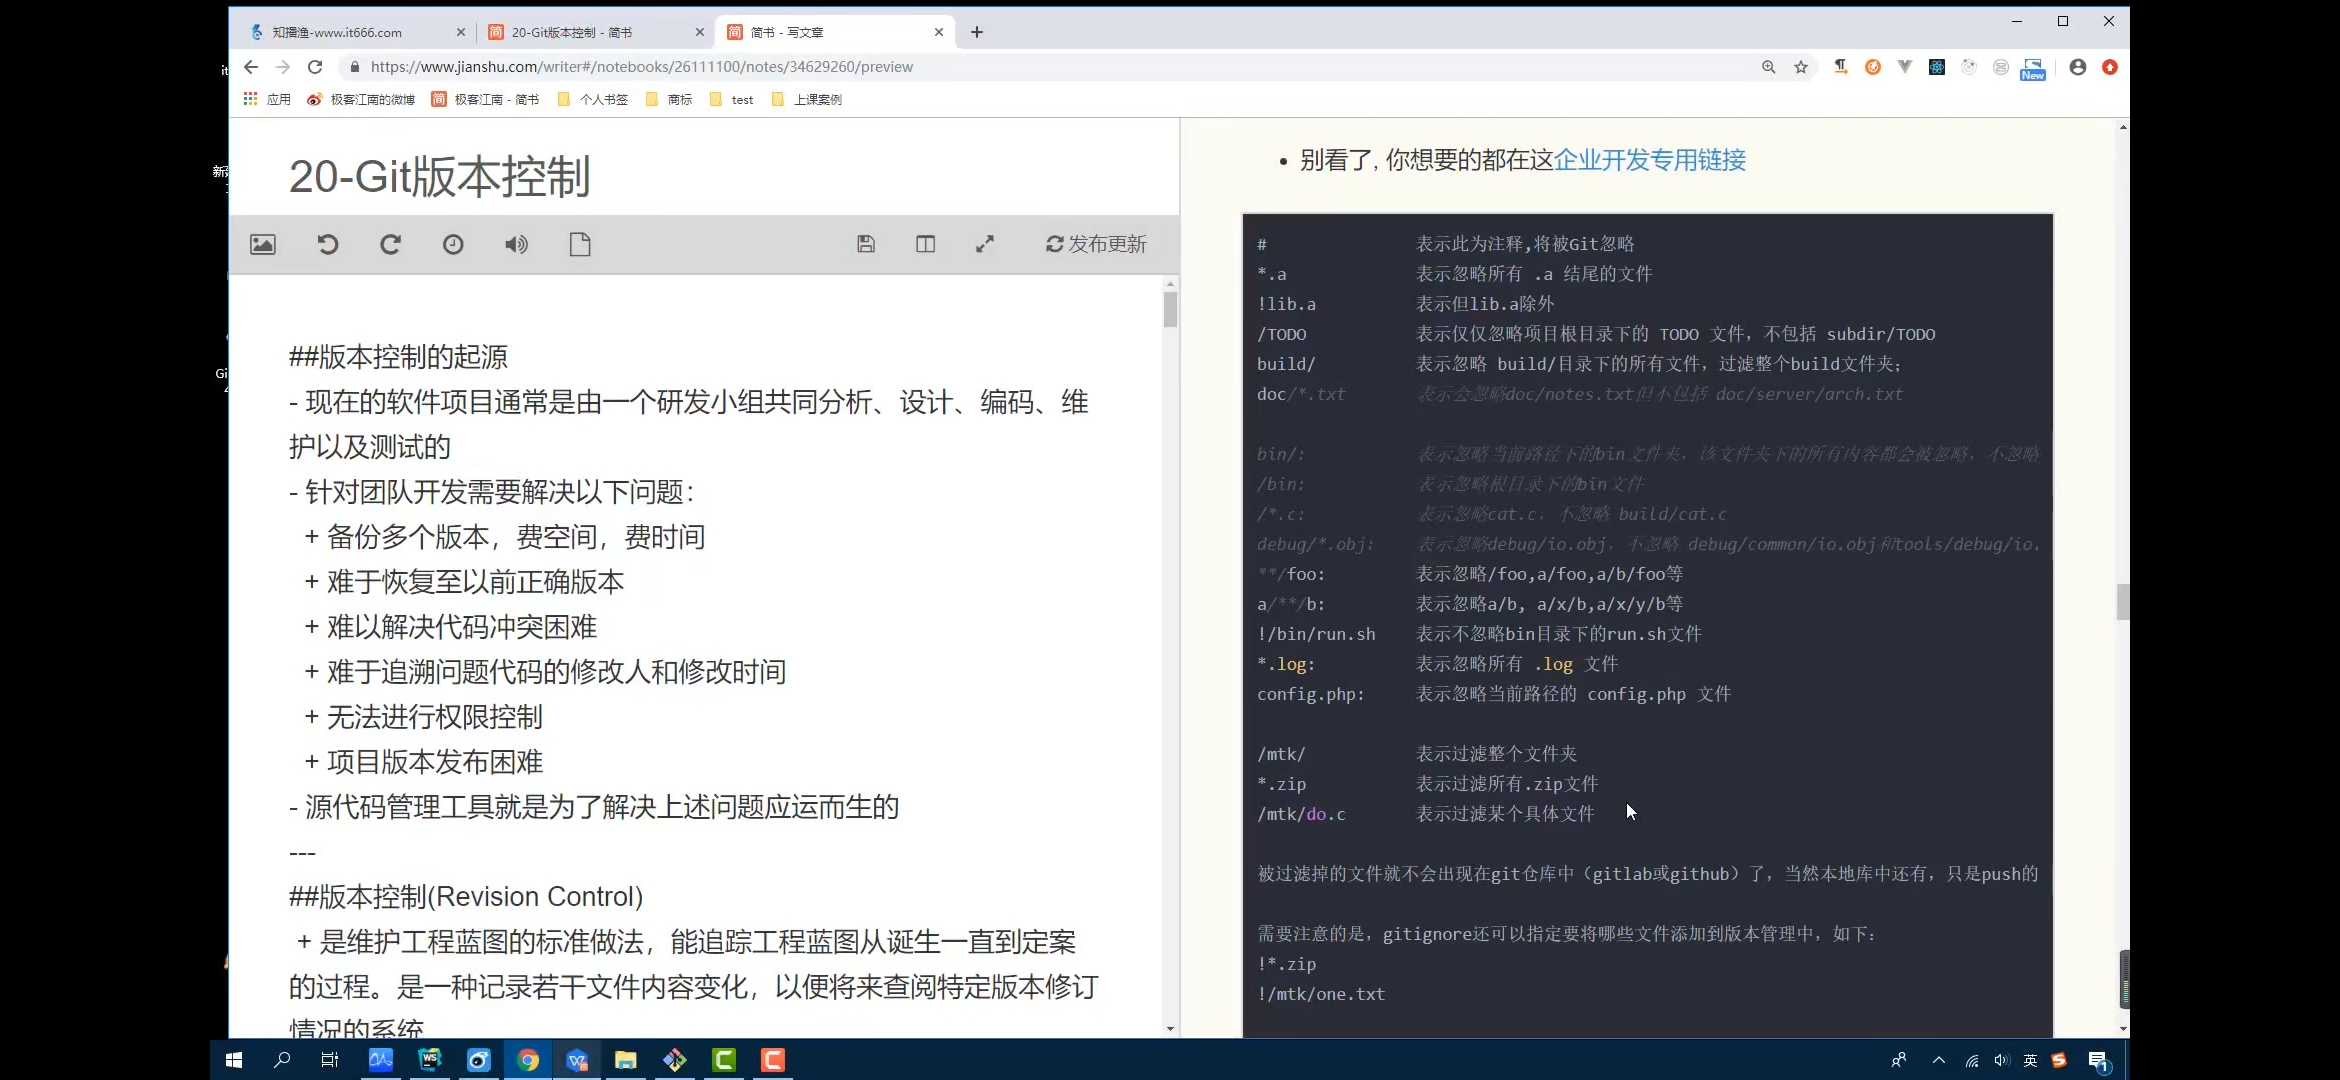 知播渔-www.it666.com
20-Git版本控制 - 简书
简书 - 写文章
https://www.jianshu.com/writer#/notebooks/26111100/notes/34629260/preview
New
应用
极客江南的微博
极客江南 - 简书
个人书签
商标
test
上课案例
20-Git版本控制
发布更新
##版本控制的起源
- 现在的软件项目通常是由一个研发小组共同分析、设计、编码、维
护以及测试的
- 针对团队开发需要解决以下问题：
+ 备份多个版本，费空间，费时间
+ 难于恢复至以前正确版本
+ 难以解决代码冲突困难
+ 难于追溯问题代码的修改人和修改时间
+ 无法进行权限控制
+ 项目版本发布困难
- 源代码管理工具就是为了解决上述问题应运而生的
---
##版本控制(Revision Control)
+ 是维护工程蓝图的标准做法，能追踪工程蓝图从诞生一直到定案
的过程。是一种记录若干文件内容变化，以便将来查阅特定版本修订
情况的系统
• 别看了, 你想要的都在这企业开发专用链接
# 表示此为注释,将被Git忽略
*.a 表示忽略所有 .a 结尾的文件
!lib.a 表示但lib.a除外
/TODO 表示仅仅忽略项目根目录下的 TODO 文件，不包括 subdir/TODO
build/ 表示忽略 build/目录下的所有文件，过滤整个build文件夹；
doc/*.txt 表示会忽略doc/notes.txt但不包括 doc/server/arch.txt
bin/: 表示忽略当前路径下的bin文件夹，该文件夹下的所有内容都会被忽略，不忽略
/bin: 表示忽略根目录下的bin文件
/*.c: 表示忽略cat.c，不忽略 build/cat.c
debug/*.obj: 表示忽略debug/io.obj，不忽略 debug/common/io.obj和tools/debug/io.
**/foo: 表示忽略/foo,a/foo,a/b/foo等
a/**/b: 表示忽略a/b, a/x/b,a/x/y/b等
!/bin/run.sh 表示不忽略bin目录下的run.sh文件
*.log: 表示忽略所有 .log 文件
config.php: 表示忽略当前路径的 config.php 文件
/mtk/ 表示过滤整个文件夹
*.zip 表示过滤所有.zip文件
/mtk/do.c 表示过滤某个具体文件
被过滤掉的文件就不会出现在git仓库中（gitlab或github）了，当然本地库中还有，只是push的
需要注意的是，gitignore还可以指定要将哪些文件添加到版本管理中，如下：
!*.zip
!/mtk/one.txt
英